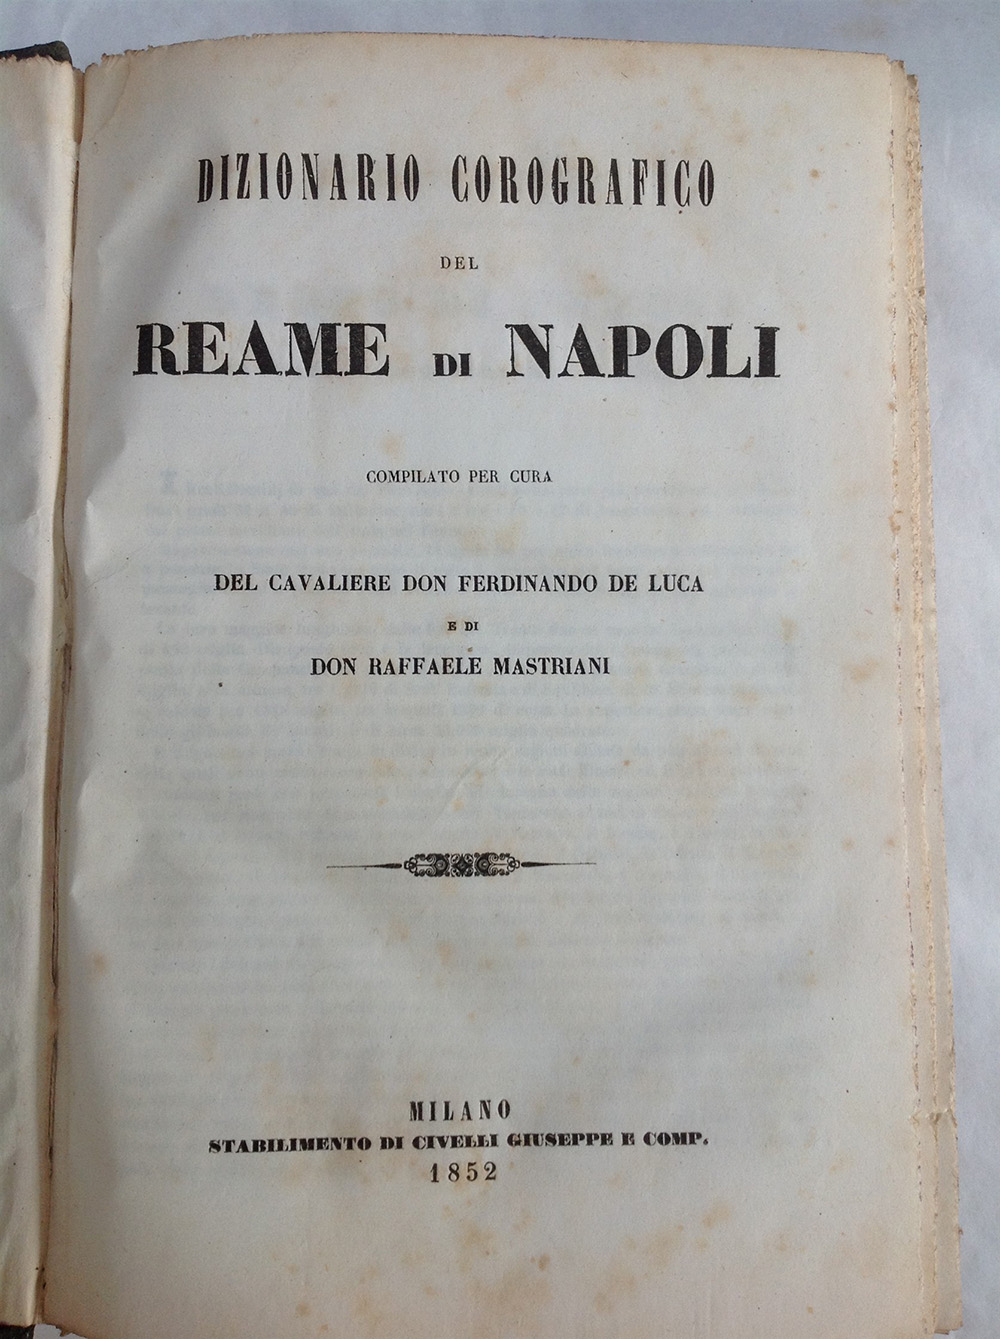 DIZIONARIO COROGRAFICO
DEL
REAME DI NAPOLI
COMPILATO PER CURA
DEL CAVALIERE DON FERDINANDO DE LUCA
E DI
DON RAFFAELE MASTRIANI
MILANO
STABILIMENTO DI CIVELLI GIUSEPPE E COMP.
1852